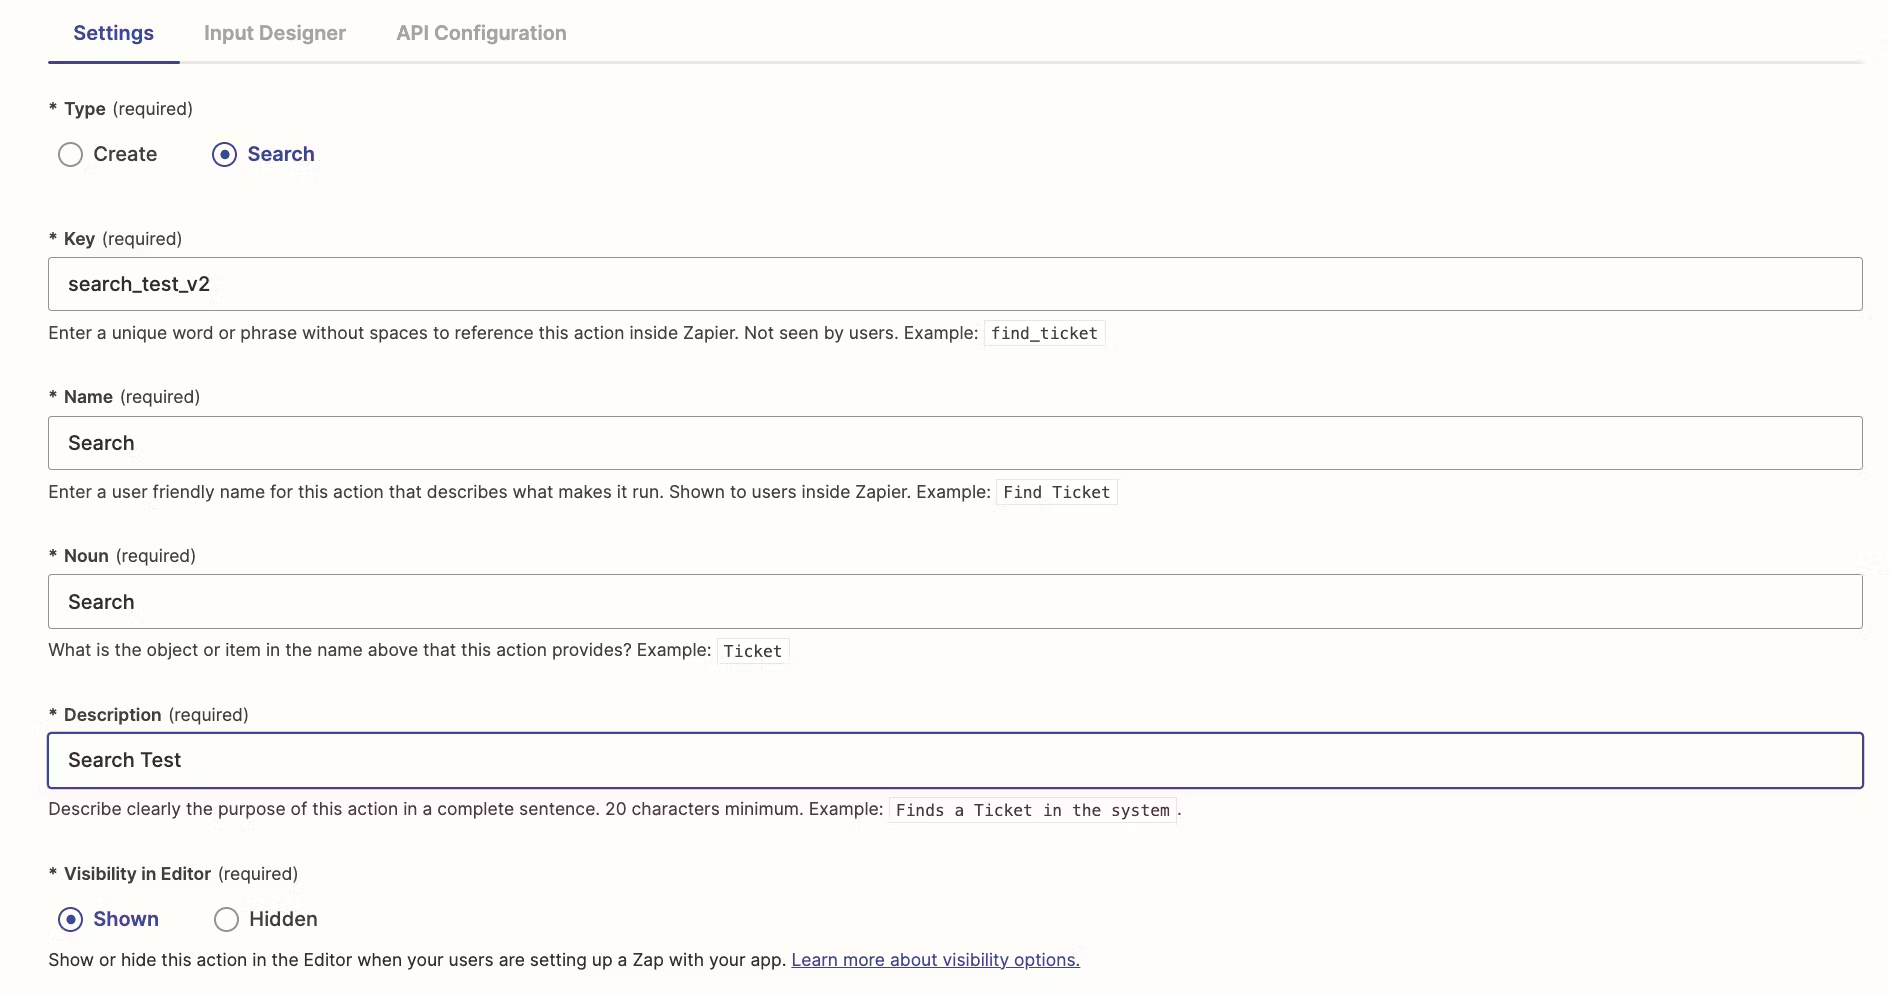 Settings Input Designer API Configuration
* Type (required)
Create Search
* Key (required)
search_test_v2
Enter a unique word or phrase without spaces to reference this action inside Zapier. Not seen by users. Example: find_ticket
* Name (required)
Search
Enter a user friendly name for this action that describes what makes it run. Shown to users inside Zapier. Example: Find Ticket
* Noun (required)
Search
What is the object or item in the name above that this action provides? Example: Ticket
* Description (required)
Search Test
Describe clearly the purpose of this action in a complete sentence. 20 characters minimum. Example: Finds a Ticket in the system.
* Visibility in Editor (required)
Shown Hidden
Show or hide this action in the Editor when your users are setting up a Zap with your app. Learn more about visibility options.